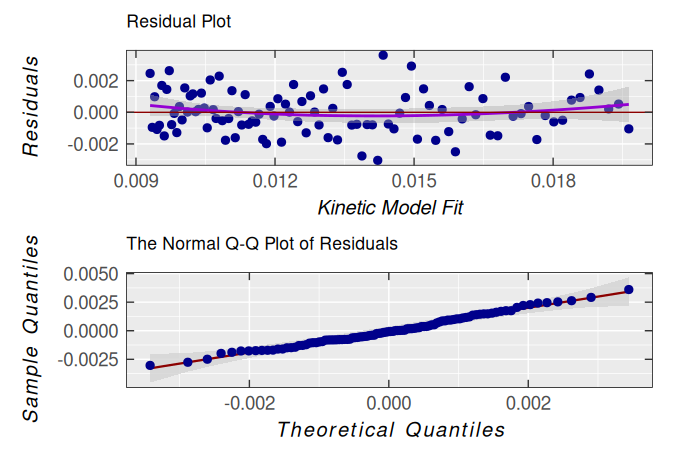 Residual Plot
Residuals
0.002
0.000
-0.002
0.009 0.012 0.015 0.018
Kinetic Model Fit
The Normal Q-Q Plot of Residuals
Sample Quantiles
0.0050
0.0025
0.0000
-0.0025
-0.002 0.000 0.002
Theoretical Quantiles